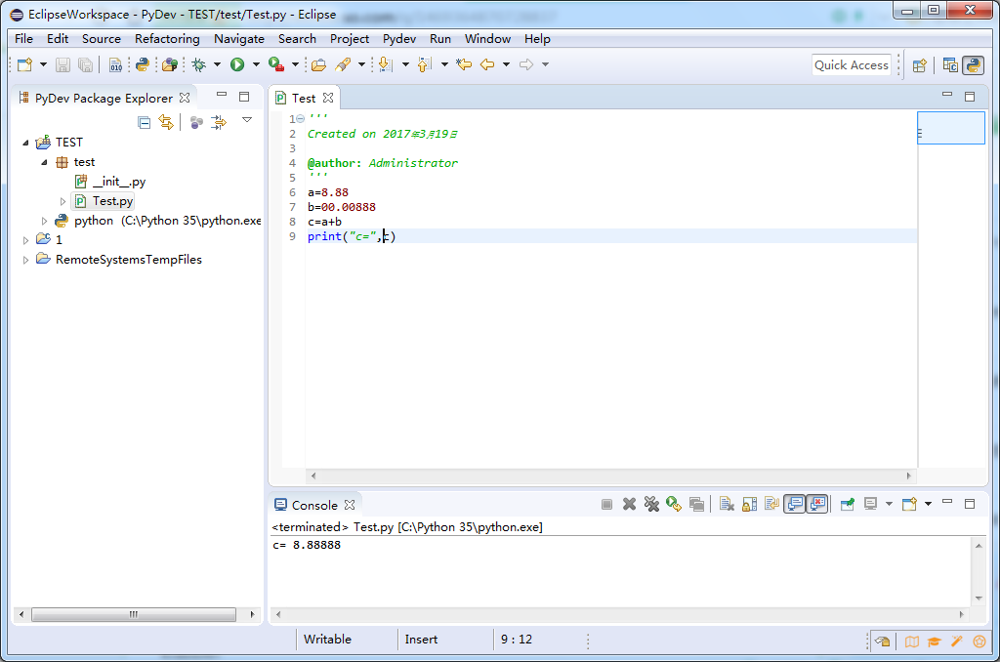 EclipseWorkspace - PyDev - TEST/test/Test.py - Eclipse
File Edit Source Refactoring Navigate Search Project Pydev Run Window Help
Quick Access
PyDev Package Explorer
TEST
test
__init__.py
Test.py
python (C:\Python 35\python.exe
1
RemoteSystemsTempFiles
Test
1 '''
2 Created on 2017年3月19日
3
4 @author: Administrator
5 '''
6 a=8.88
7 b=00.00888
8 c=a+b
9 print("c=",c)
Console
<terminated> Test.py [C:\Python 35\python.exe]
c= 8.88888
Writable Insert 9 : 12